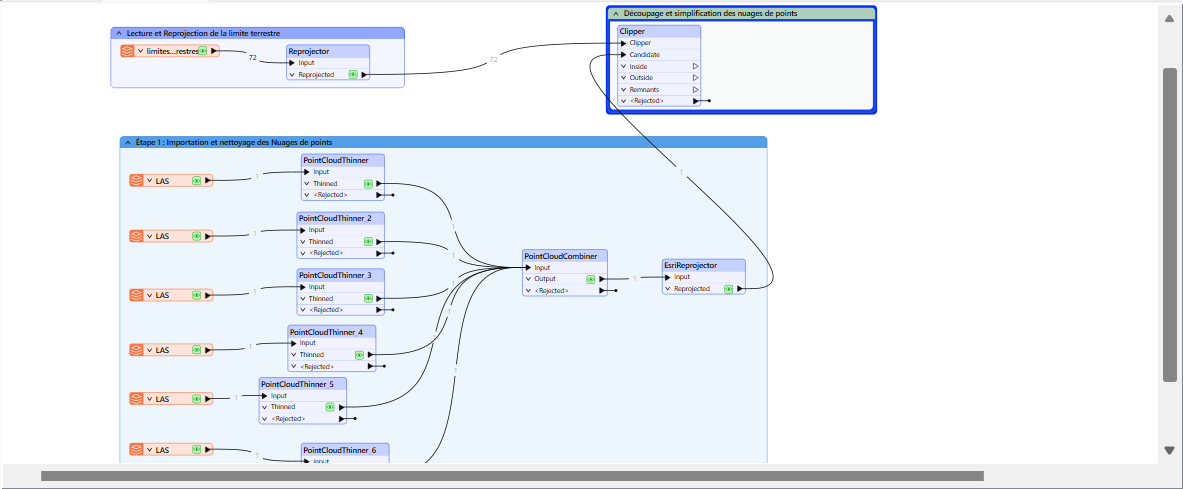 Découpage et simplification des nuages de points
Clipper
Clipper
Candidate
Inside
Outside
Remnants
<Rejected>
Lecture et Reprojection de la limite terrestre
limites...restres
72
Reprojector
Input
Reprojected
72
1
Étape 1 : Importation et nettoyage des Nuages de points
LAS
1
PointCloudThinner
Input
Thinned
<Rejected>
1
LAS
1
PointCloudThinner_2
Input
Thinned
<Rejected>
1
LAS
1
PointCloudThinner_3
Input
Thinned
<Rejected>
1
LAS
1
PointCloudThinner_4
Input
Thinned
<Rejected>
1
LAS
1
PointCloudThinner_5
Input
Thinned
<Rejected>
1
LAS
1
PointCloudThinner_6
Input
1
PointCloudCombiner
Input
Output
<Rejected>
1
EsriReprojector
Input
Reprojected